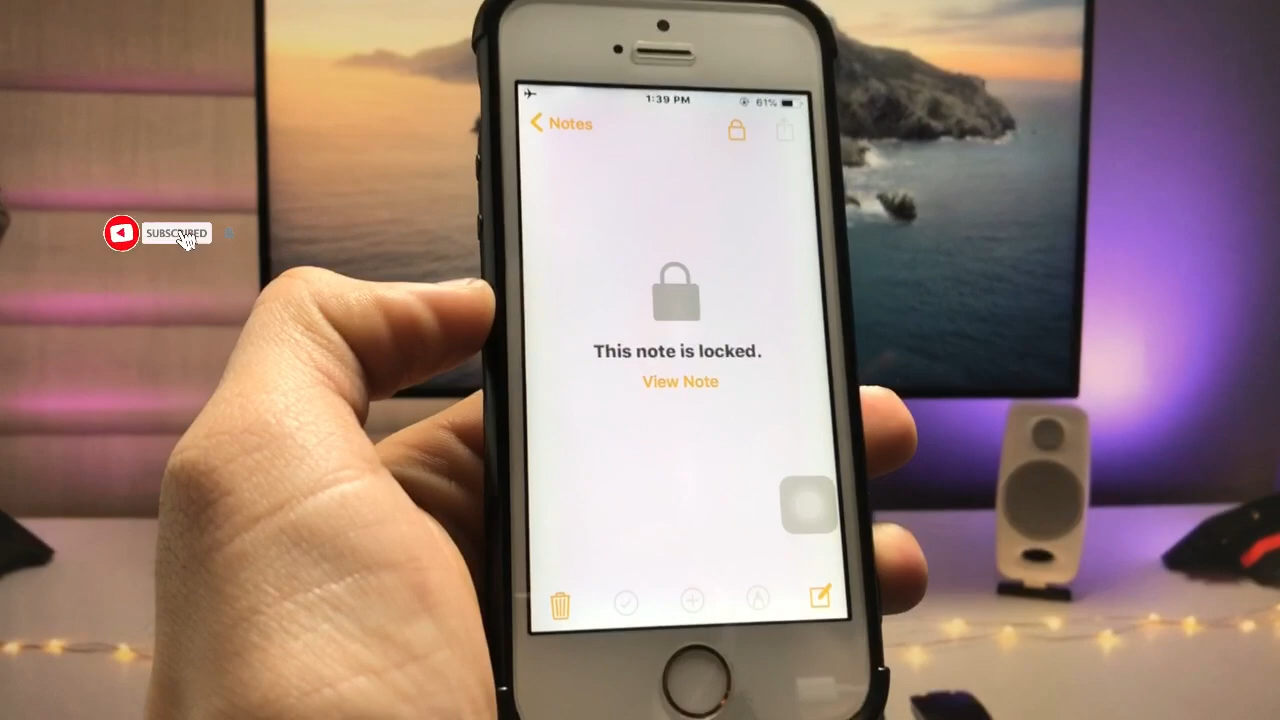 1:39 PM
61%
Notes
SUBSCRIBED
This note is locked.
View Note